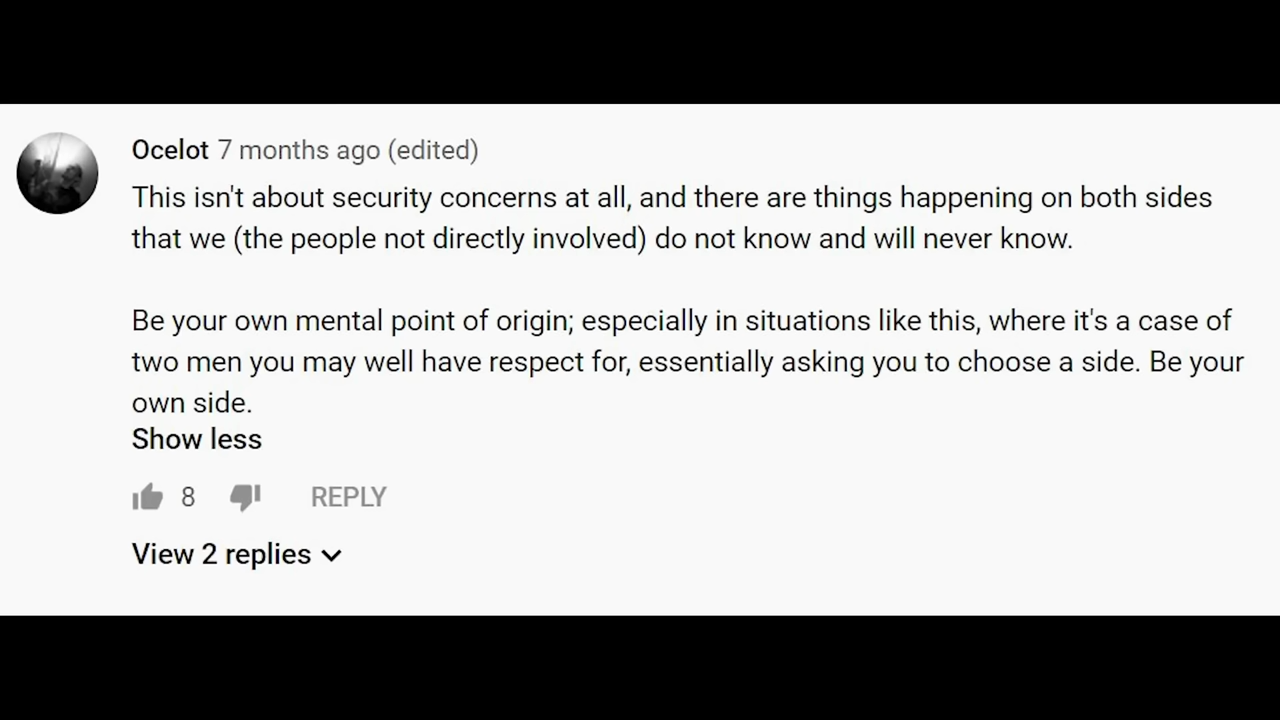 Ocelot 7 months ago (edited)
This isn't about security concerns at all, and there are things happening on both sides
that we (the people not directly involved) do not know and will never know.
Be your own mental point of origin; especially in situations like this, where it's a case of
two men you may well have respect for, essentially asking you to choose a side. Be your
own side.
Show less
8 REPLY
View 2 replies